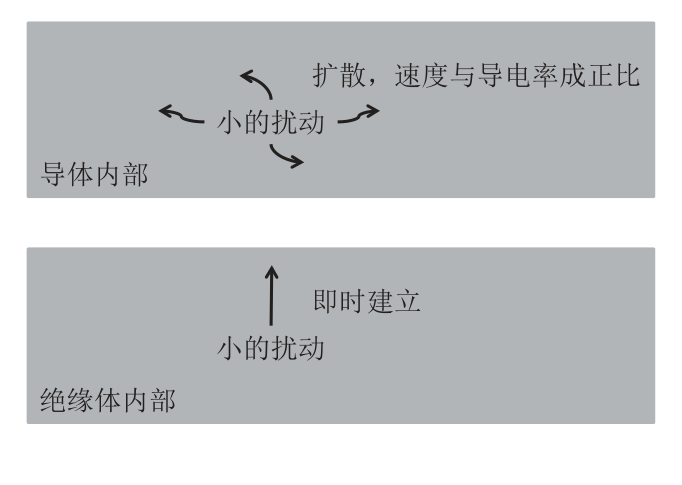 扩散，速度与导电率成正比
小的扰动
导体内部
即时建立
小的扰动
绝缘体内部